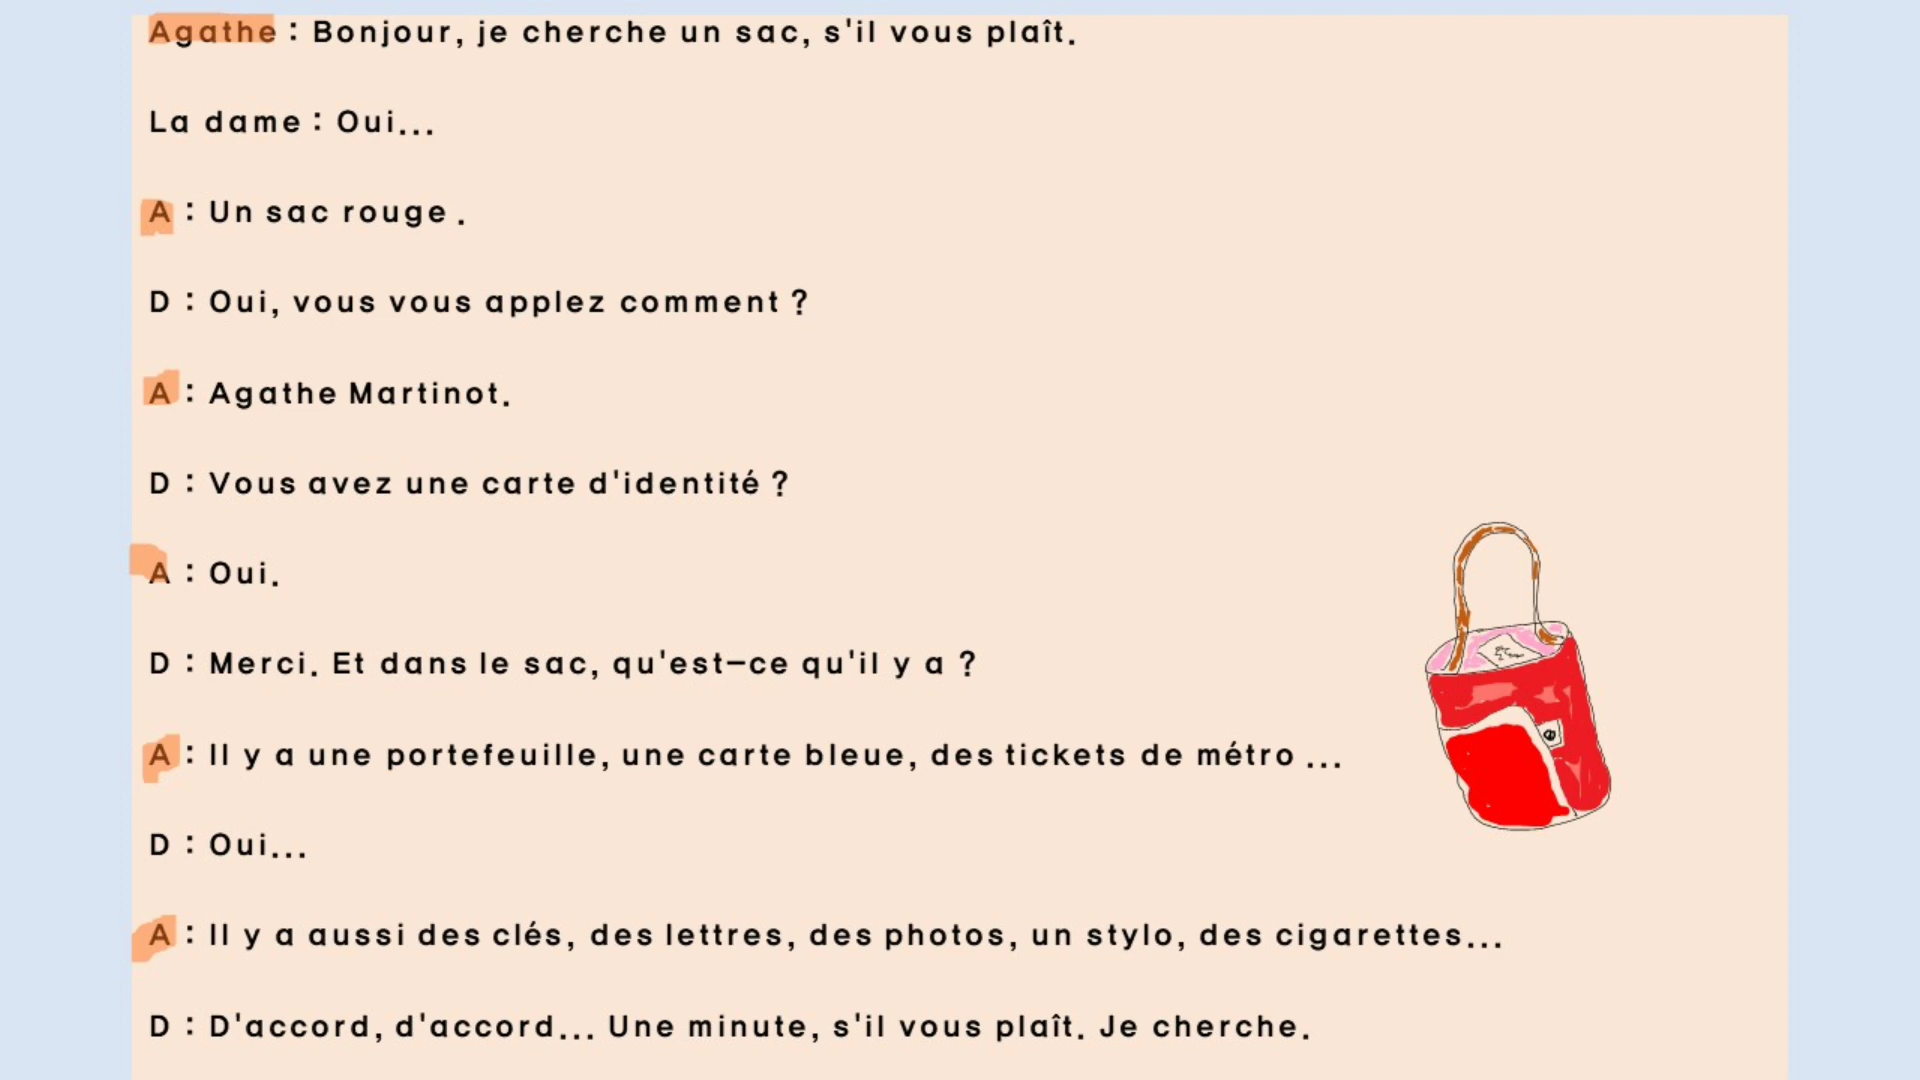 Agathe : Bonjour, je cherche un sac, s'il vous plaît.
La dame : Oui...
A : Un sac rouge .
D : Oui, vous vous applez comment ?
A : Agathe Martinot.
D : Vous avez une carte d'identité ?
A : Oui.
D : Merci. Et dans le sac, qu'est-ce qu'il y a ?
A : Il y a une portefeuille, une carte bleue, des tickets de métro ...
D : Oui...
A : Il y a aussi des clés, des lettres, des photos, un stylo, des cigarettes...
D : D'accord, d'accord... Une minute, s'il vous plaît. Je cherche.